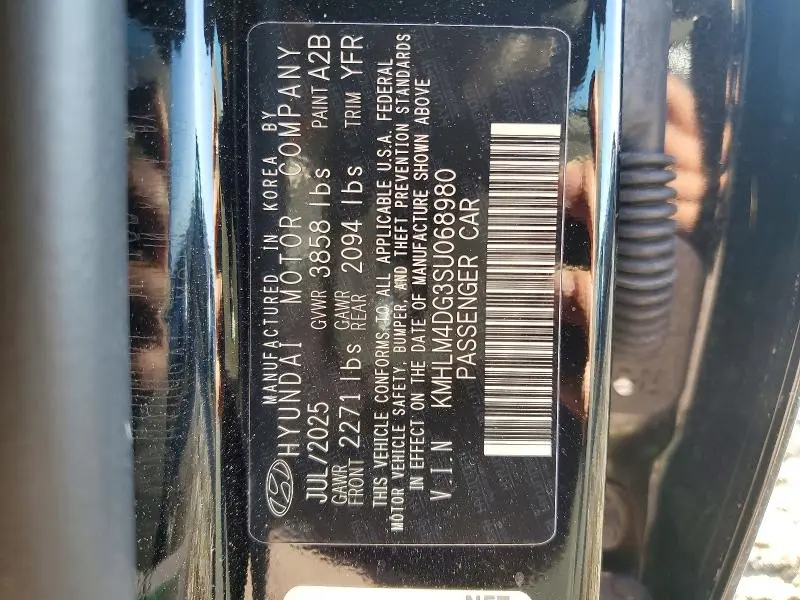 MANUFACTURED IN KOREA BY
HYUNDAI MOTOR COMPANY
JUL/2025 GVWR 3858 lbs PAINT A2B
GAWR FRONT 2271 lbs GAWR REAR 2094 lbs TRIM YFR
THIS VEHICLE CONFORMS TO ALL APPLICABLE U.S.A. FEDERAL
MOTOR VEHICLE SAFETY, BUMPER, AND THEFT PREVENTION STANDARDS
IN EFFECT ON THE DATE OF MANUFACTURE SHOWN ABOVE
V.I.N KMHLM4DG3SU068980
PASSENGER CAR